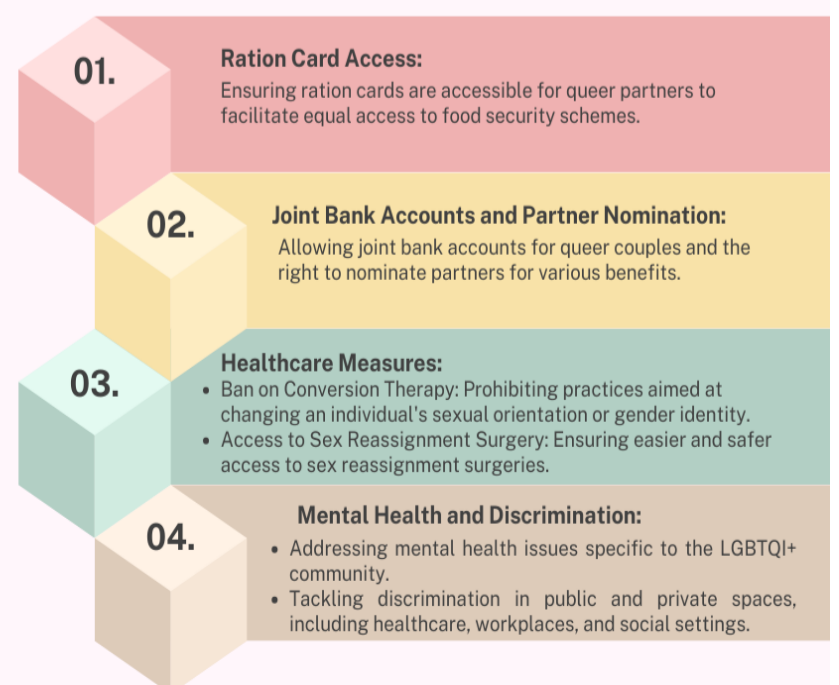 01.
Ration Card Access:
Ensuring ration cards are accessible for queer partners to
facilitate equal access to food security schemes.
02.
Joint Bank Accounts and Partner Nomination:
Allowing joint bank accounts for queer couples and the
right to nominate partners for various benefits.
03.
Healthcare Measures:
• Ban on Conversion Therapy: Prohibiting practices aimed at
changing an individual's sexual orientation or gender identity.
• Access to Sex Reassignment Surgery: Ensuring easier and safer
access to sex reassignment surgeries.
04.
Mental Health and Discrimination:
• Addressing mental health issues specific to the LGBTQI+
community.
• Tackling discrimination in public and private spaces,
including healthcare, workplaces, and social settings.